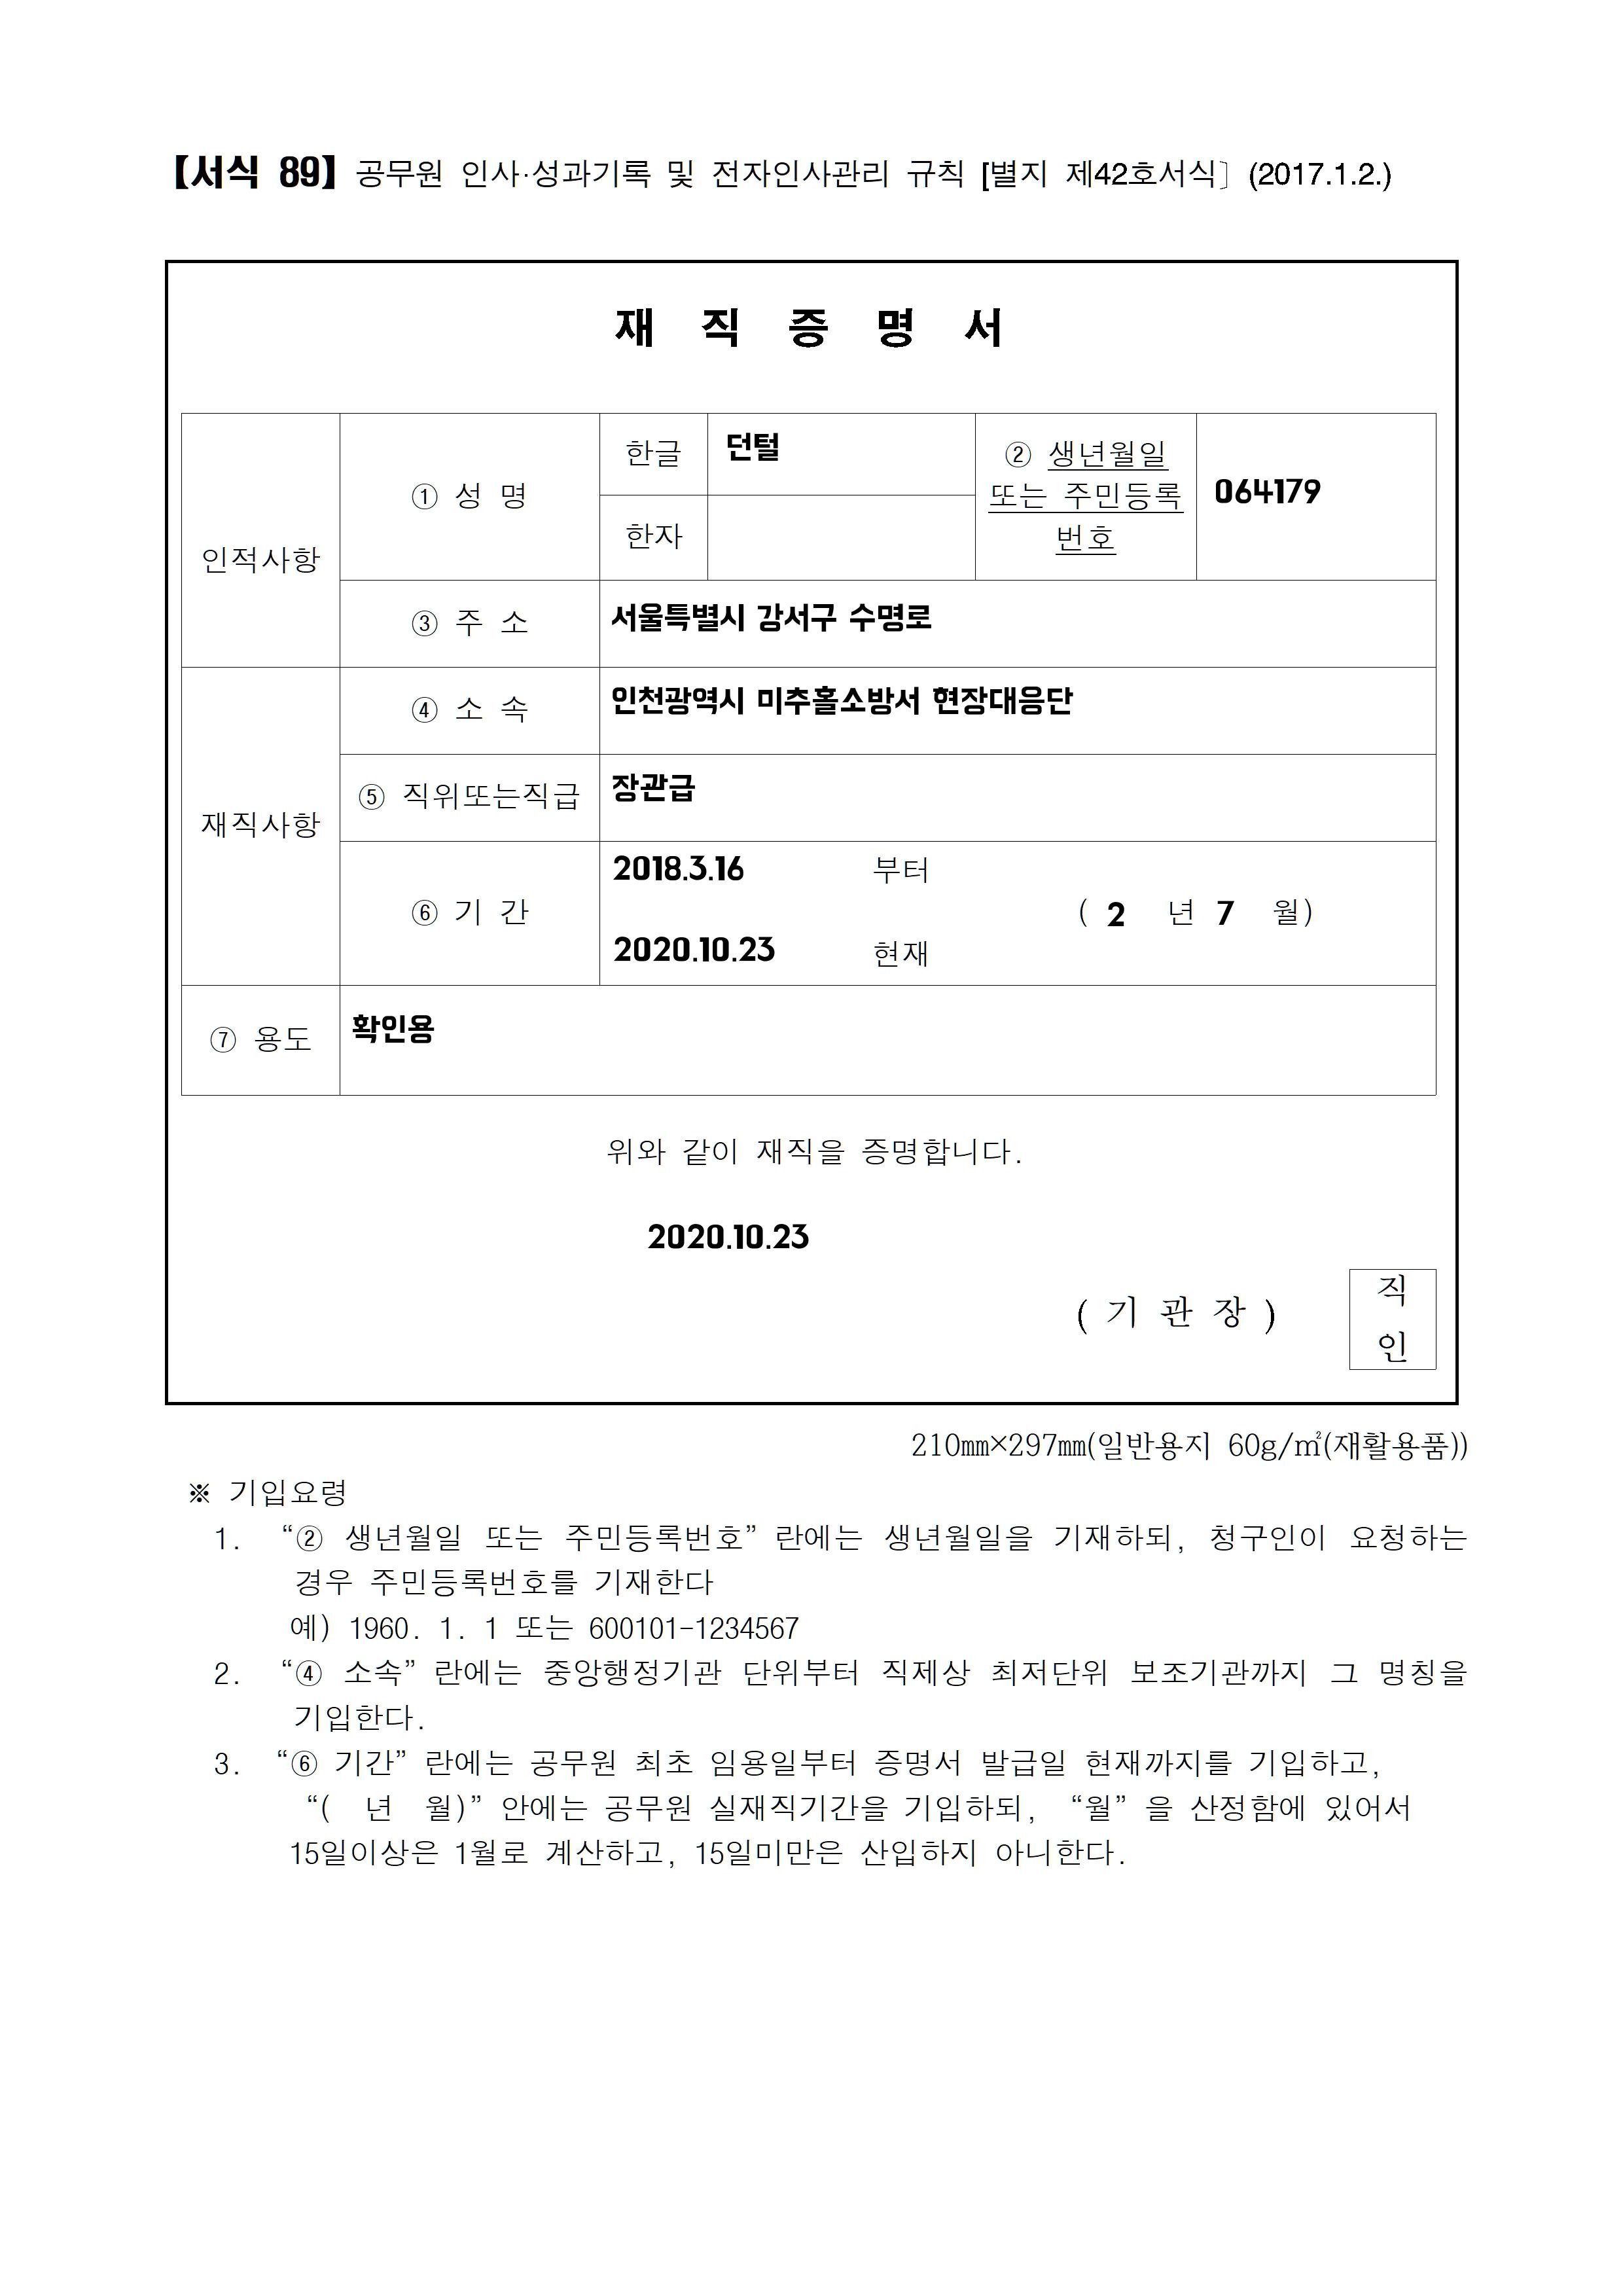 【서식 89】 공무원 인사·성과기록 및 전자인사관리 규칙 [별지 제42호서식〕 (2017.1.2.)
재 직 증 명 서
인적사항
① 성 명
한글
던털
한자
② 생년월일
또는 주민등록
번호
064179
③ 주 소
서울특별시 강서구 수명로
재직사항
④ 소 속
인천광역시 미추홀소방서 현장대응단
⑤ 직위또는직급
장관급
⑥ 기 간
2018.3.16 부터
( 2 년 7 월)
2020.10.23 현재
⑦ 용도
확인용
위와 같이 재직을 증명합니다.
2020.10.23
( 기 관 장 )
직
인
210㎜×297㎜(일반용지 60g/㎡(재활용품))
※ 기입요령
1. “② 생년월일 또는 주민등록번호” 란에는 생년월일을 기재하되, 청구인이 요청하는
경우 주민등록번호를 기재한다
예) 1960. 1. 1 또는 600101-1234567
2. “④ 소속” 란에는 중앙행정기관 단위부터 직제상 최저단위 보조기관까지 그 명칭을
기입한다.
3. “⑥ 기간” 란에는 공무원 최초 임용일부터 증명서 발급일 현재까지를 기입하고,
“( 년 월)” 안에는 공무원 실재직기간을 기입하되, “월” 을 산정함에 있어서
15일이상은 1월로 계산하고, 15일미만은 산입하지 아니한다.